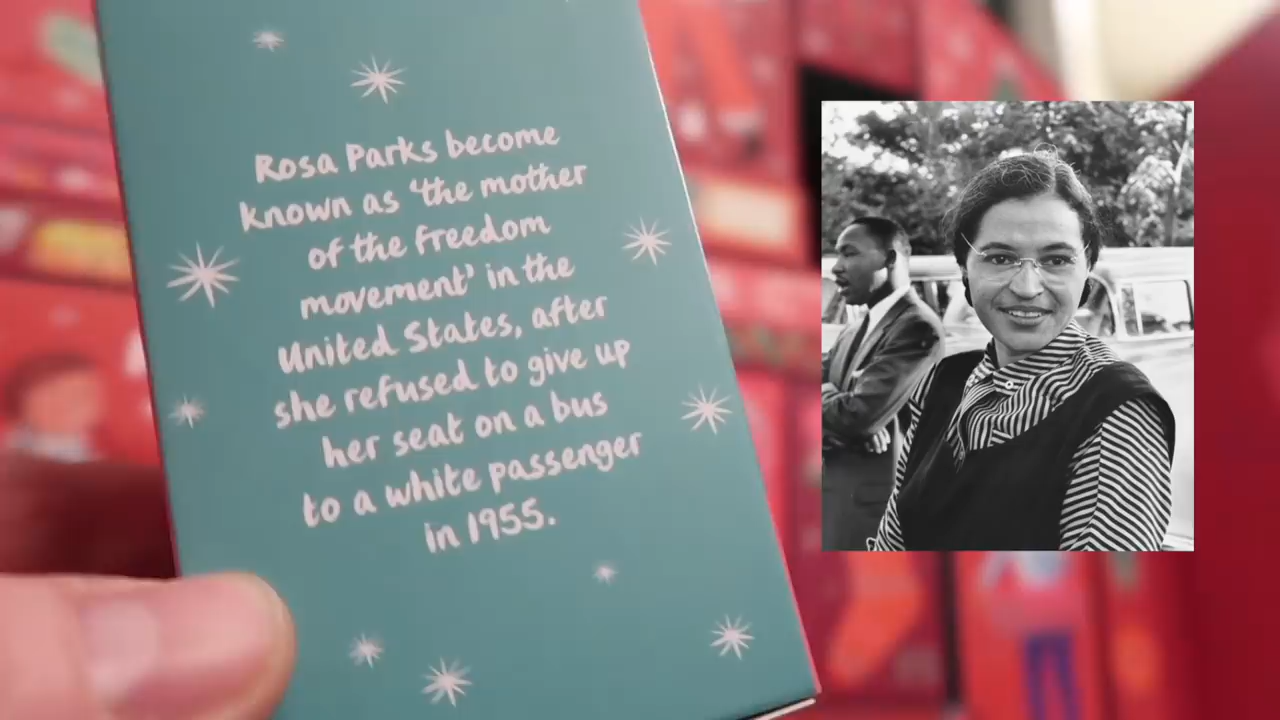 Rosa Parks become
known as 'the mother
of the freedom
movement' in the
United States, after
she refused to give up
her seat on a bus
to a white passenger
in 1955.